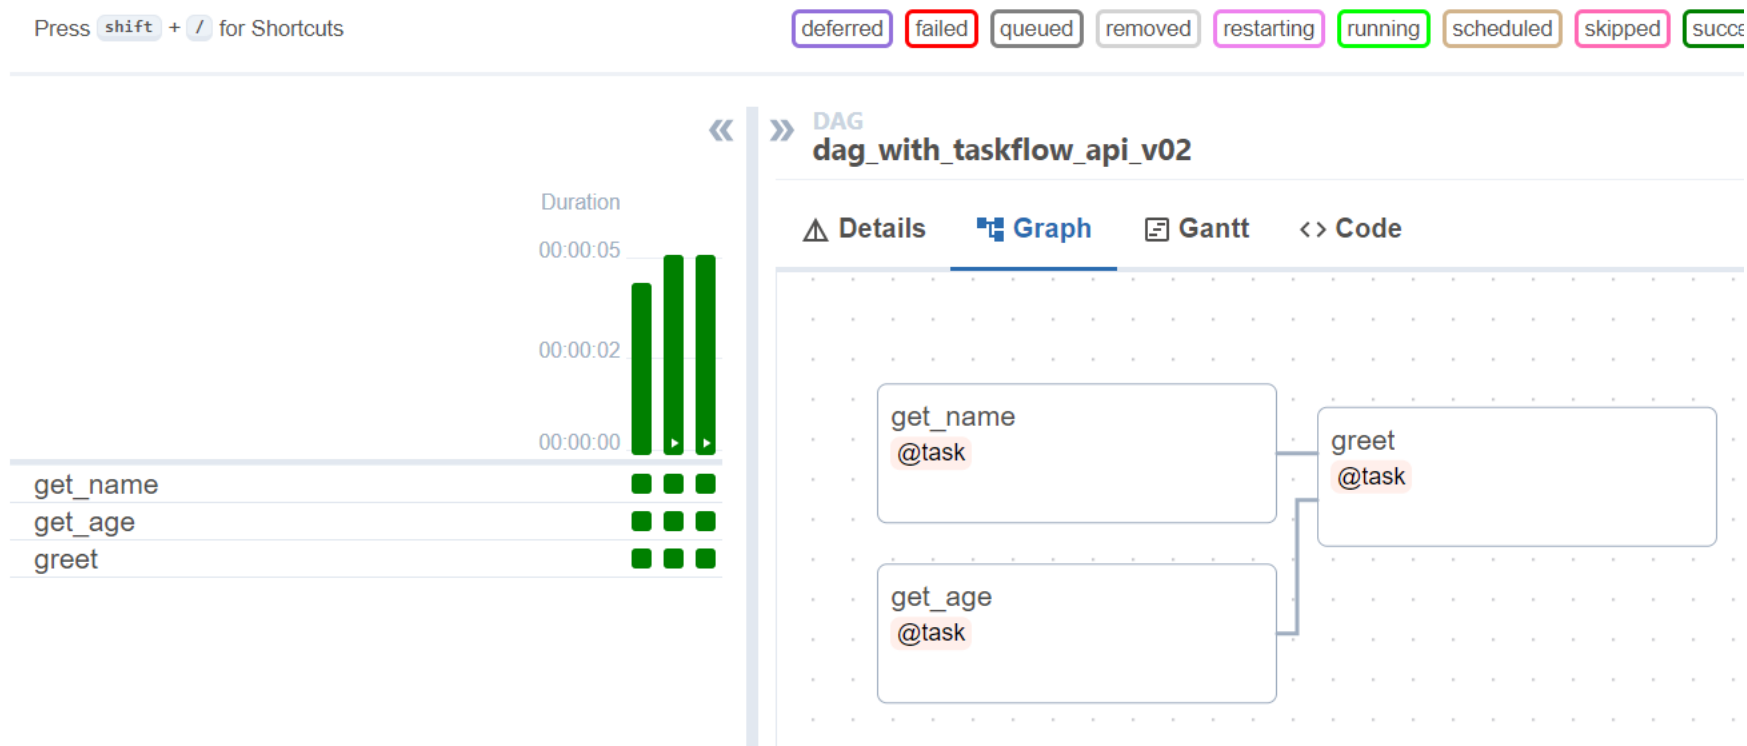 Press shift + / for Shortcuts
deferred failed queued removed restarting running scheduled skipped
DAG
dag_with_taskflow_api_v02
Details Graph Gantt Code
Duration
00:00:05
00:00:02
00:00:00
get_name
get_age
greet
get_name
@task
greet
@task
get_age
@task